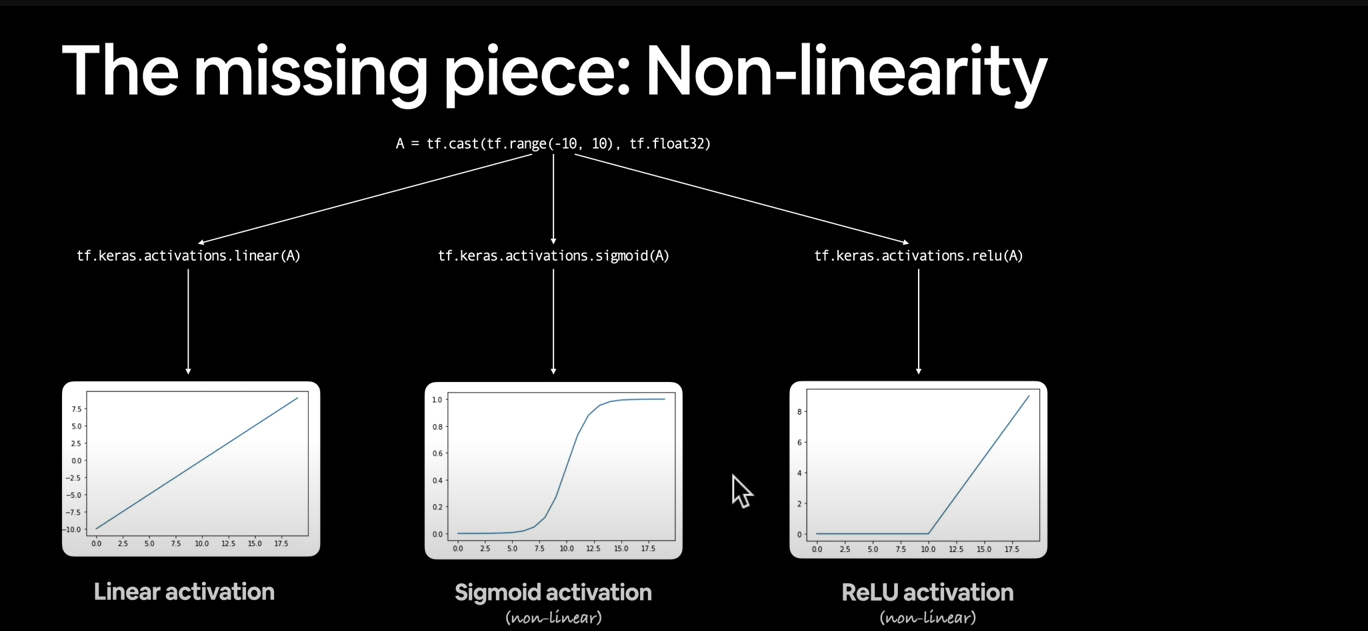 The missing piece: Non-linearity
A = tf.cast(tf.range(-10, 10), tf.float32)
tf.keras.activations.linear(A)
tf.keras.activations.sigmoid(A)
tf.keras.activations.relu(A)
7.5
5.0
2.5
0.0
−2.5
−5.0
−7.5
−10.0
0.0 2.5 5.0 7.5 10.0 12.5 15.0 17.5
1.0
0.8
0.6
0.4
0.2
0.0
0.0 2.5 5.0 7.5 10.0 12.5 15.0 17.5
8
6
4
2
0
0.0 2.5 5.0 7.5 10.0 12.5 15.0 17.5
Linear activation
Sigmoid activation
(non-linear)
ReLU activation
(non-linear)